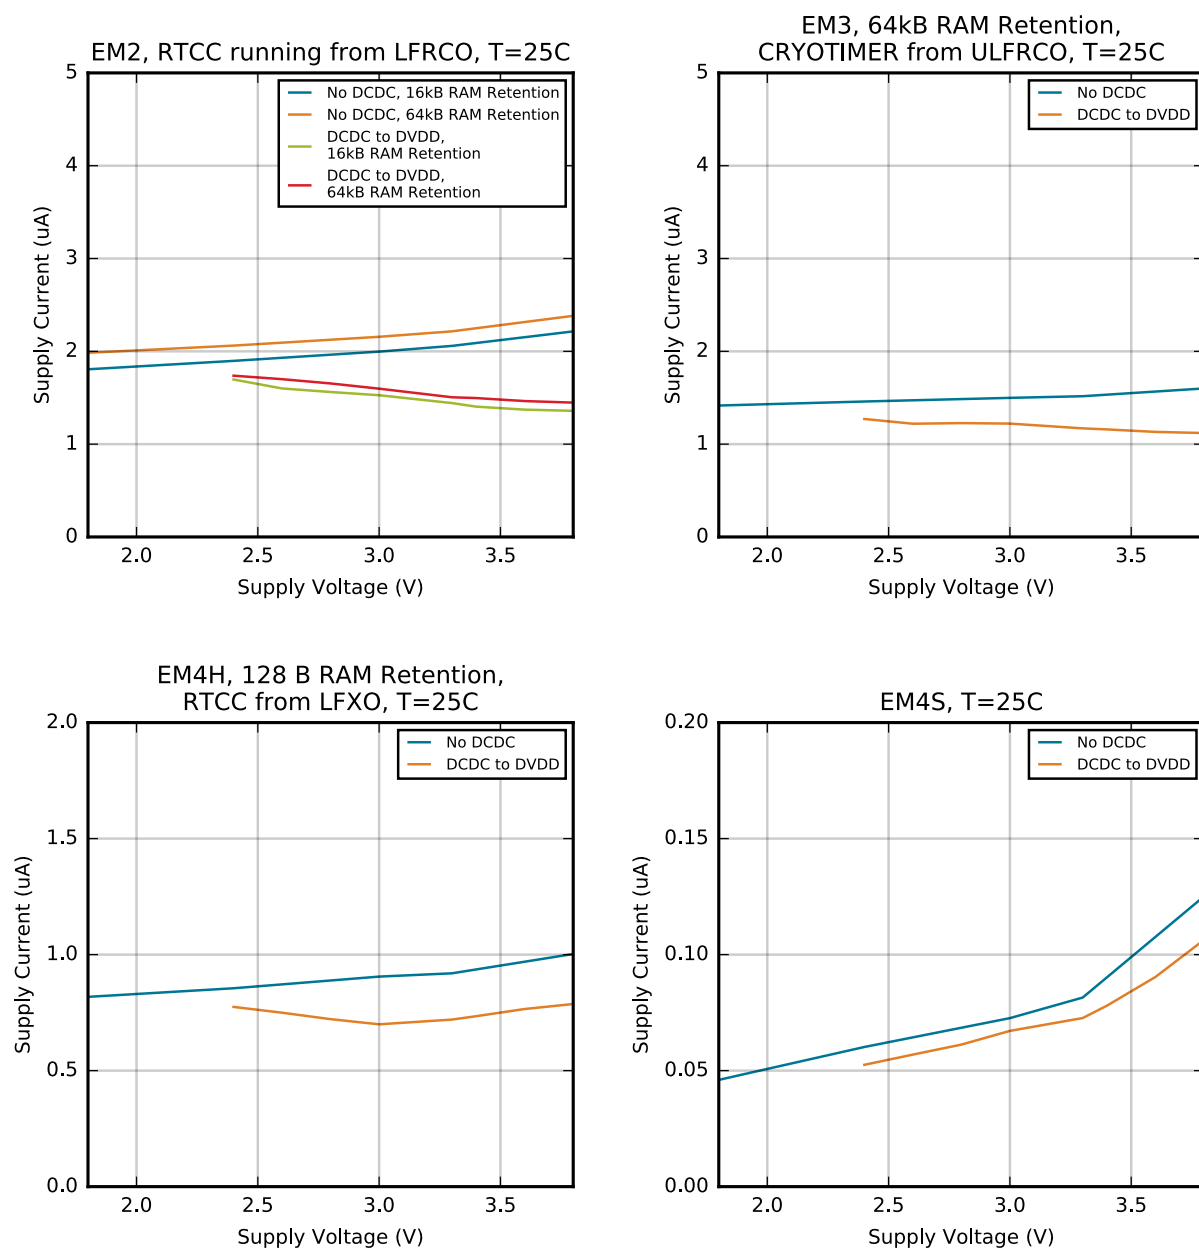 EM2, RTCC running from LFRCO, T=25C
5
4
3
2
1
0
Supply Current (uA)
No DCDC, 16kB RAM Retention
No DCDC, 64kB RAM Retention
DCDC to DVDD,
16kB RAM Retention
DCDC to DVDD,
64kB RAM Retention
2.0 2.5 3.0 3.5
Supply Voltage (V)
EM3, 64kB RAM Retention,
CRYOTIMER from ULFRCO, T=25C
5
4
3
2
1
0
Supply Current (uA)
No DCDC
DCDC to DVDD
2.0 2.5 3.0 3.5
Supply Voltage (V)
EM4H, 128 B RAM Retention,
RTCC from LFXO, T=25C
2.0
1.5
1.0
0.5
0.0
Supply Current (uA)
No DCDC
DCDC to DVDD
2.0 2.5 3.0 3.5
Supply Voltage (V)
EM4S, T=25C
0.20
0.15
0.10
0.05
0.00
Supply Current (uA)
No DCDC
DCDC to DVDD
2.0 2.5 3.0 3.5
Supply Voltage (V)